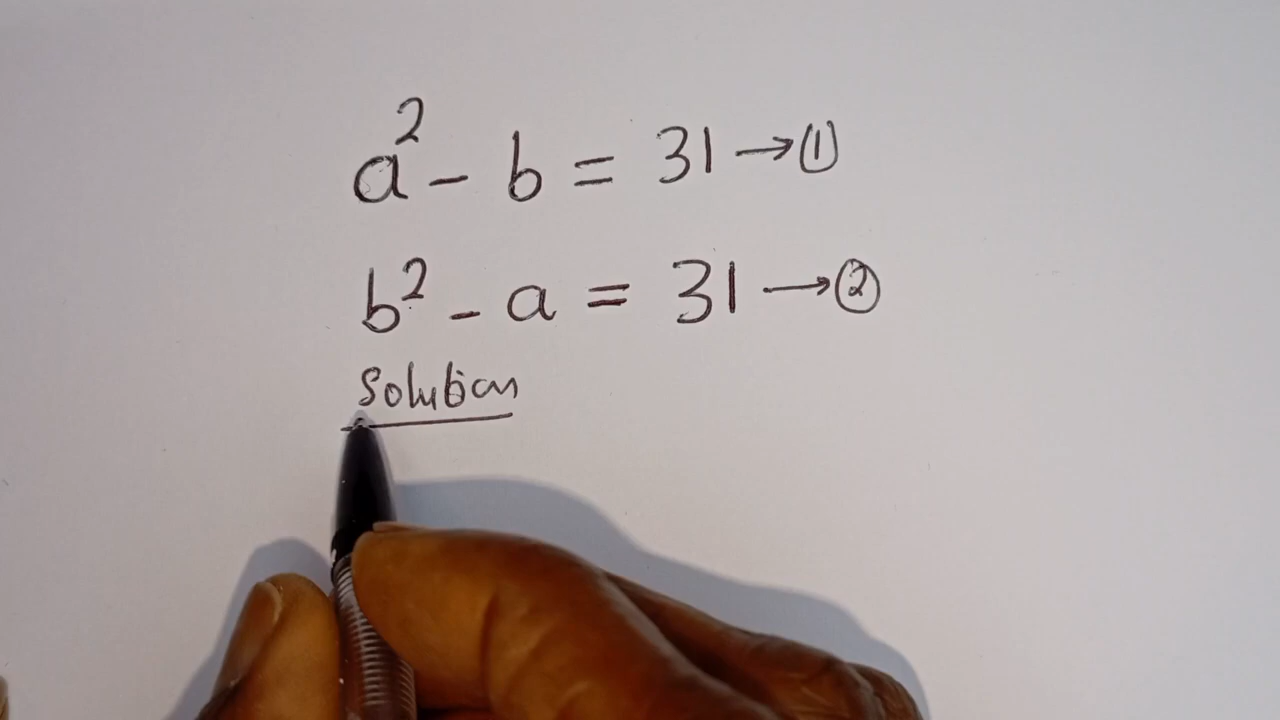 a² - b = 31 → ①
b² - a = 31 → ②
Solution